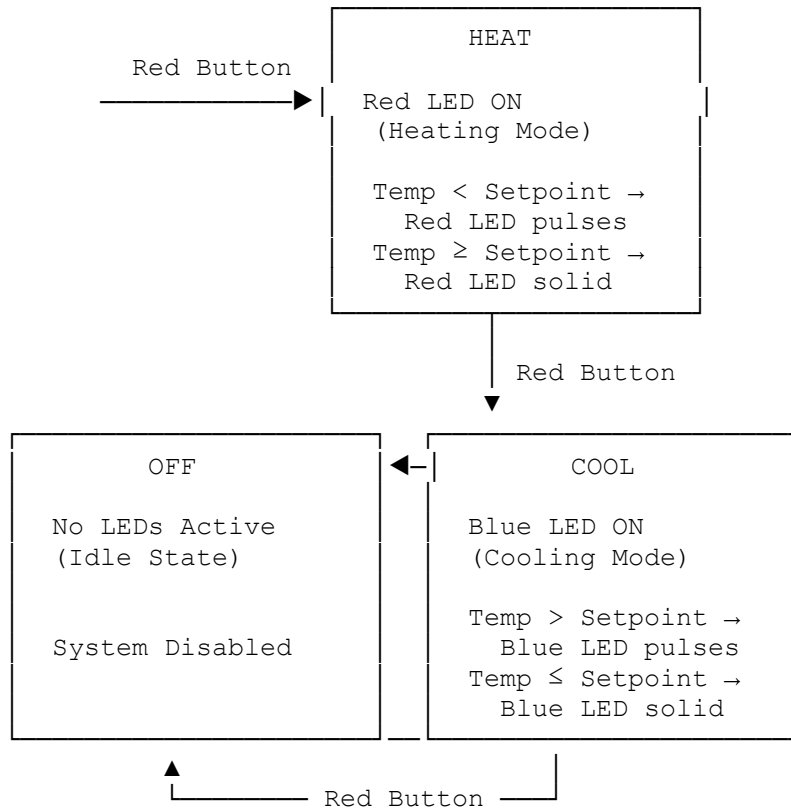 HEAT
Red Button
Red LED ON
(Heating Mode)
Temp < Setpoint →
Red LED pulses
Temp ≥ Setpoint →
Red LED solid
Red Button
OFF
No LEDs Active
(Idle State)
System Disabled
COOL
Blue LED ON
(Cooling Mode)
Temp > Setpoint →
Blue LED pulses
Temp ≤ Setpoint →
Blue LED solid
Red Button